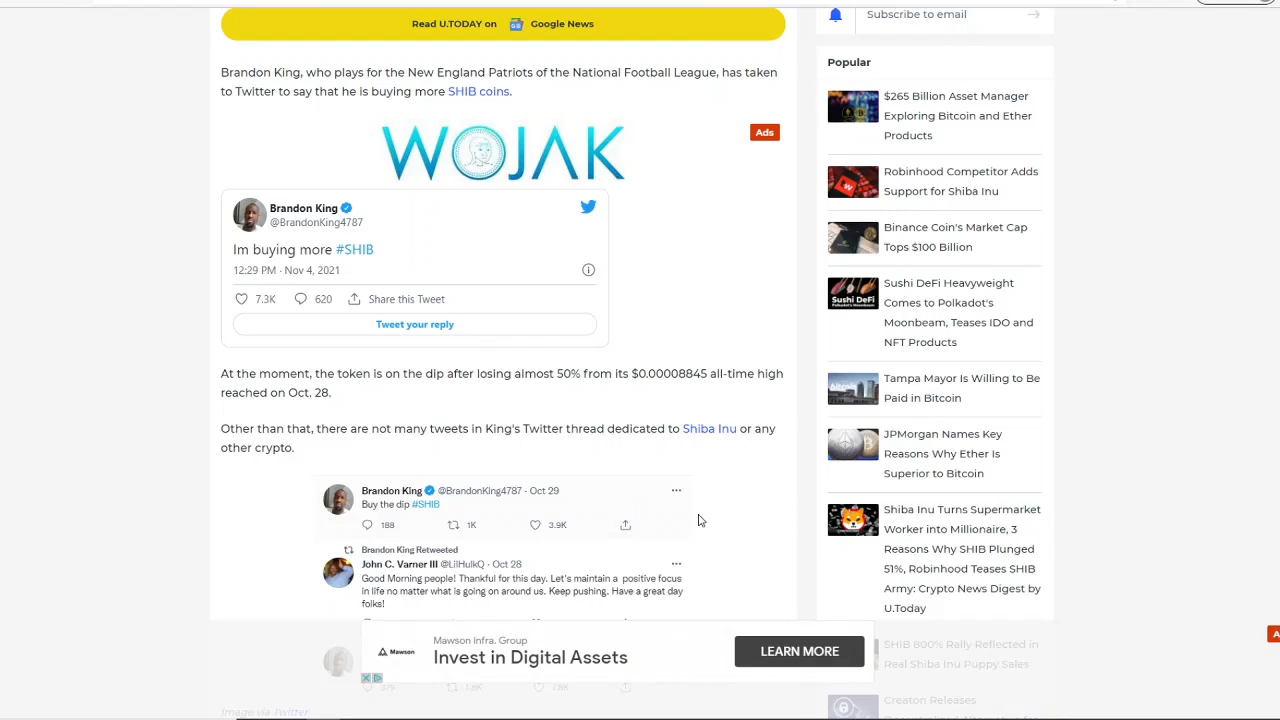 Read U.TODAY on Google News
Brandon King, who plays for the New England Patriots of the National Football League, has taken
to Twitter to say that he is buying more SHIB coins.
WOJAK
Ads
Brandon King
@BrandonKing4787
Im buying more #SHIB
12:29 PM · Nov 4, 2021
7.3K 620 Share this Tweet
Tweet your reply
At the moment, the token is on the dip after losing almost 50% from its $0.00008845 all-time high
reached on Oct. 28.
Other than that, there are not many tweets in King's Twitter thread dedicated to Shiba Inu or any
other crypto.
Brandon King @BrandonKing4787 · Oct 29
Buy the dip #SHIB
188 1K 3.9K
Brandon King Retweeted
John C. Varner III @LilHulkQ · Oct 28
Good Morning people! Thankful for this day. Let's maintain a positive focus
in life no matter what is going on around us. Keep pushing. Have a great day
folks!
Mawson
Mawson Infra. Group
Invest in Digital Assets
LEARN MORE
379 1.8K 7.8K
Image via Twitter
Subscribe to email
Popular
$265 Billion Asset Manager
Exploring Bitcoin and Ether
Products
Robinhood Competitor Adds
Support for Shiba Inu
Binance Coin's Market Cap
Tops $100 Billion
Sushi DeFi
Sushi DeFi Heavyweight
Comes to Polkadot's
Moonbeam, Teases IDO and
NFT Products
Tampa Mayor Is Willing to Be
Paid in Bitcoin
JPMorgan Names Key
Reasons Why Ether Is
Superior to Bitcoin
Shiba Inu Turns Supermarket
Worker into Millionaire, 3
Reasons Why SHIB Plunged
51%, Robinhood Teases SHIB
Army: Crypto News Digest by
U.Today
SHIB 800% Rally Reflected in
Real Shiba Inu Puppy Sales
Creaton Releases